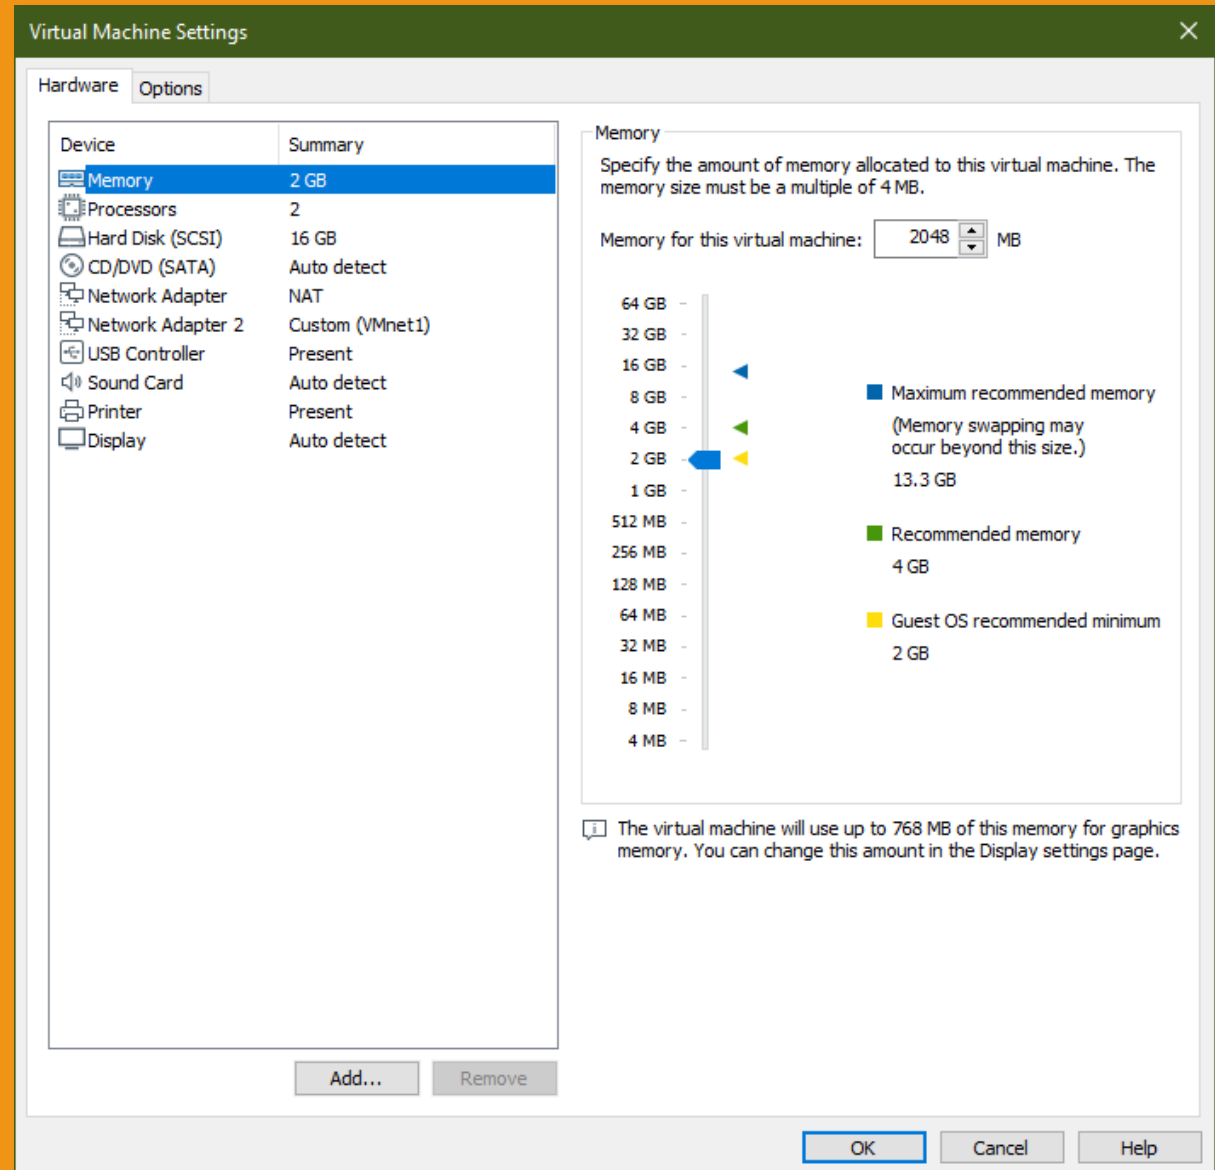 Virtual Machine Settings
Hardware Options
Device Summary
Memory 2 GB
Processors 2
Hard Disk (SCSI) 16 GB
CD/DVD (SATA) Auto detect
Network Adapter NAT
Network Adapter 2 Custom (VMnet1)
USB Controller Present
Sound Card Auto detect
Printer Present
Display Auto detect
Add... Remove
Memory
Specify the amount of memory allocated to this virtual machine. The
memory size must be a multiple of 4 MB.
Memory for this virtual machine: 2048 MB
64 GB
32 GB
16 GB
8 GB
4 GB
2 GB
1 GB
512 MB
256 MB
128 MB
64 MB
32 MB
16 MB
8 MB
4 MB
Maximum recommended memory
(Memory swapping may
occur beyond this size.)
13.3 GB
Recommended memory
4 GB
Guest OS recommended minimum
2 GB
The virtual machine will use up to 768 MB of this memory for graphics
memory. You can change this amount in the Display settings page.
OK Cancel Help